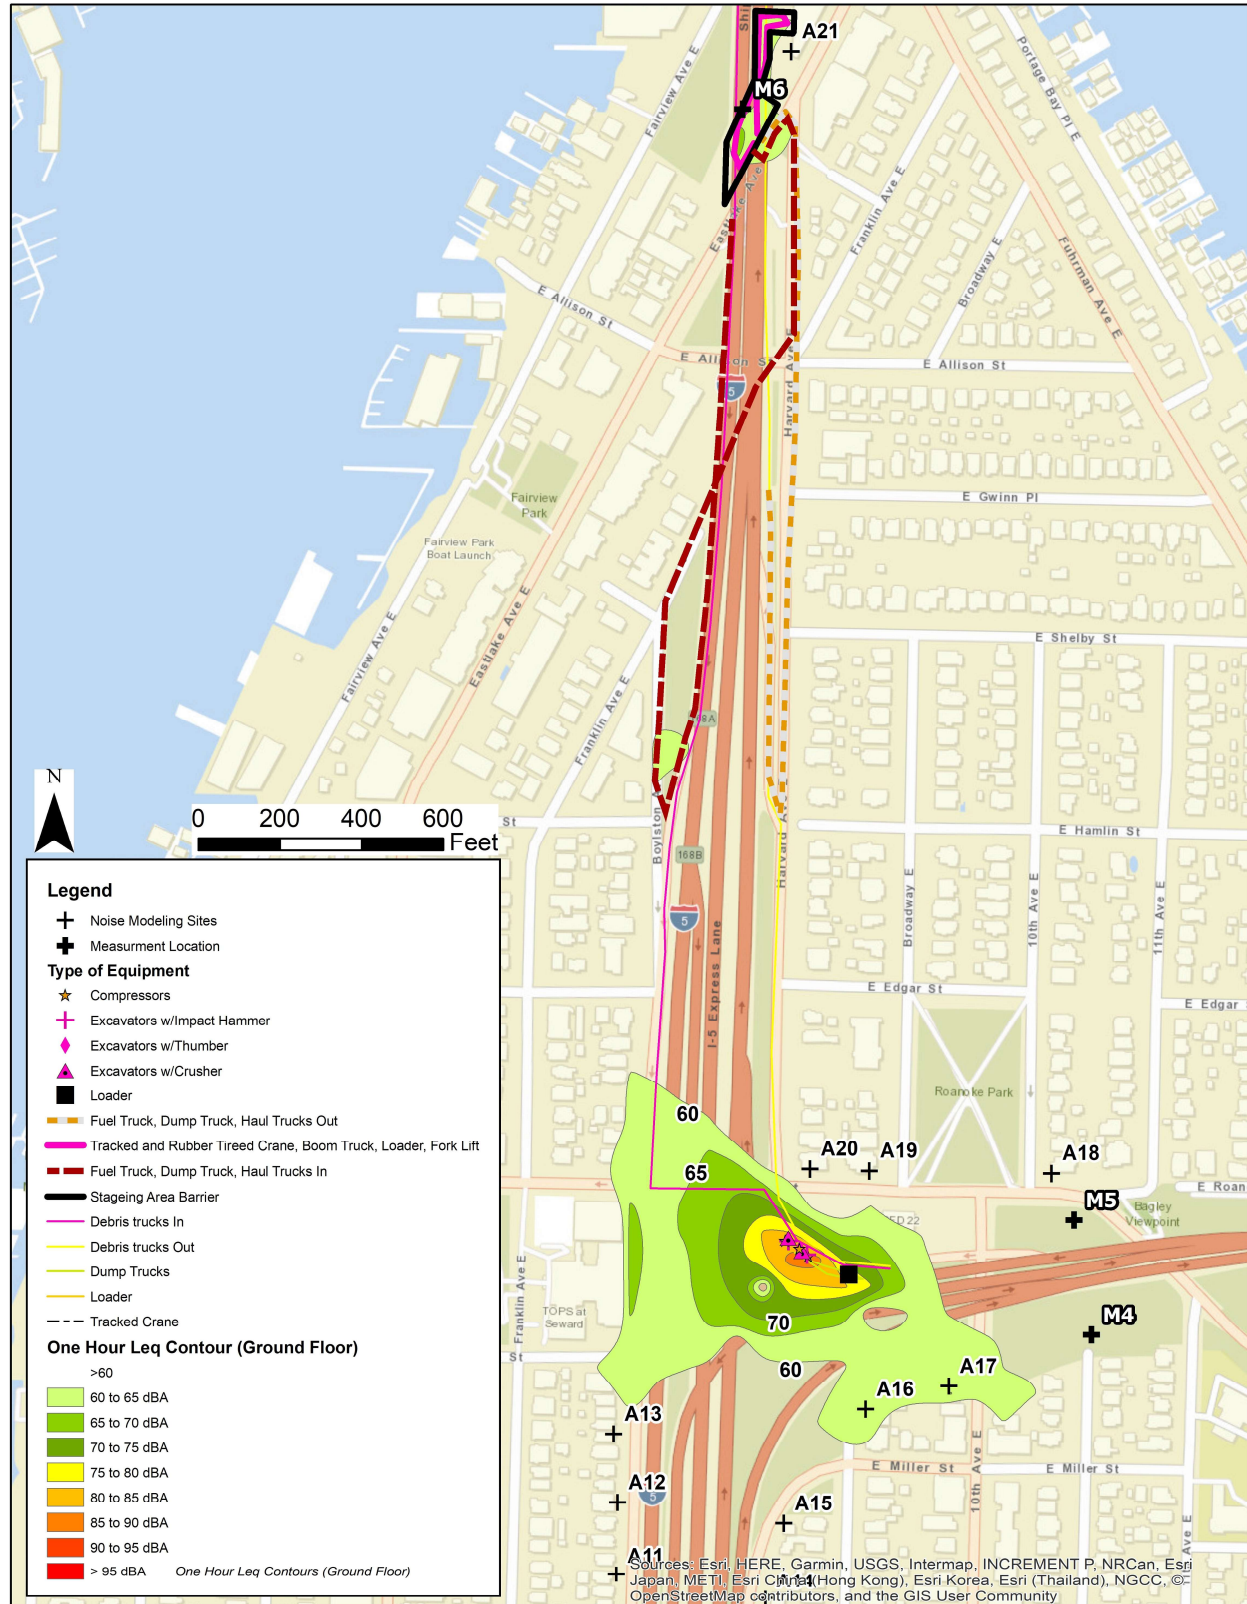 Shi
A21
M6
Fairview Ave E
Portage Bay Pl E
Eastlake Ave
Franklin Ave E
Broadway E
Fuhrman Ave E
E Allison St
E Allison St
E Allison St
5
Harvard Ave E
E Gwinn Pl
Fairview
Park
Fairview Park
Boat Launch
Fairview Ave E
Eastlake Ave E
Franklin Ave E
E Shelby St
168A
N
0 200 400 600
Feet
St
Boylston A
Harvard Av
E Hamlin St
168B
5
I-5 Express Lane
Broadway E
10th Ave E
11th Ave E
E Edgar St
E Edgar
Roanoke Park
60
65
A20
A19
A18
E Roan
M5
Bagley
Viewpoint
ED 22
TOPS at
Seward
Franklin Ave E
70
M4
St
60
A17
A16
A13
10th Ave E
E Miller St
E Miller St
A12
5
A15
A11
Legend
Noise Modeling Sites
Measurment Location
Type of Equipment
Compressors
Excavators w/Impact Hammer
Excavators w/Thumber
Excavators w/Crusher
Loader
Fuel Truck, Dump Truck, Haul Trucks Out
Tracked and Rubber Tireed Crane, Boom Truck, Loader, Fork Lift
Fuel Truck, Dump Truck, Haul Trucks In
Stageing Area Barrier
Debris trucks In
Debris trucks Out
Dump Trucks
Loader
Tracked Crane
One Hour Leq Contour (Ground Floor)
>60
60 to 65 dBA
65 to 70 dBA
70 to 75 dBA
75 to 80 dBA
80 to 85 dBA
85 to 90 dBA
90 to 95 dBA
> 95 dBA One Hour Leq Contours (Ground Floor)
Sources: Esri, HERE, Garmin, USGS, Intermap, INCREMENT P, NRCan, Esri
Japan, METI, Esri China (Hong Kong), Esri Korea, Esri (Thailand), NGCC, ©
OpenStreetMap contributors, and the GIS User Community